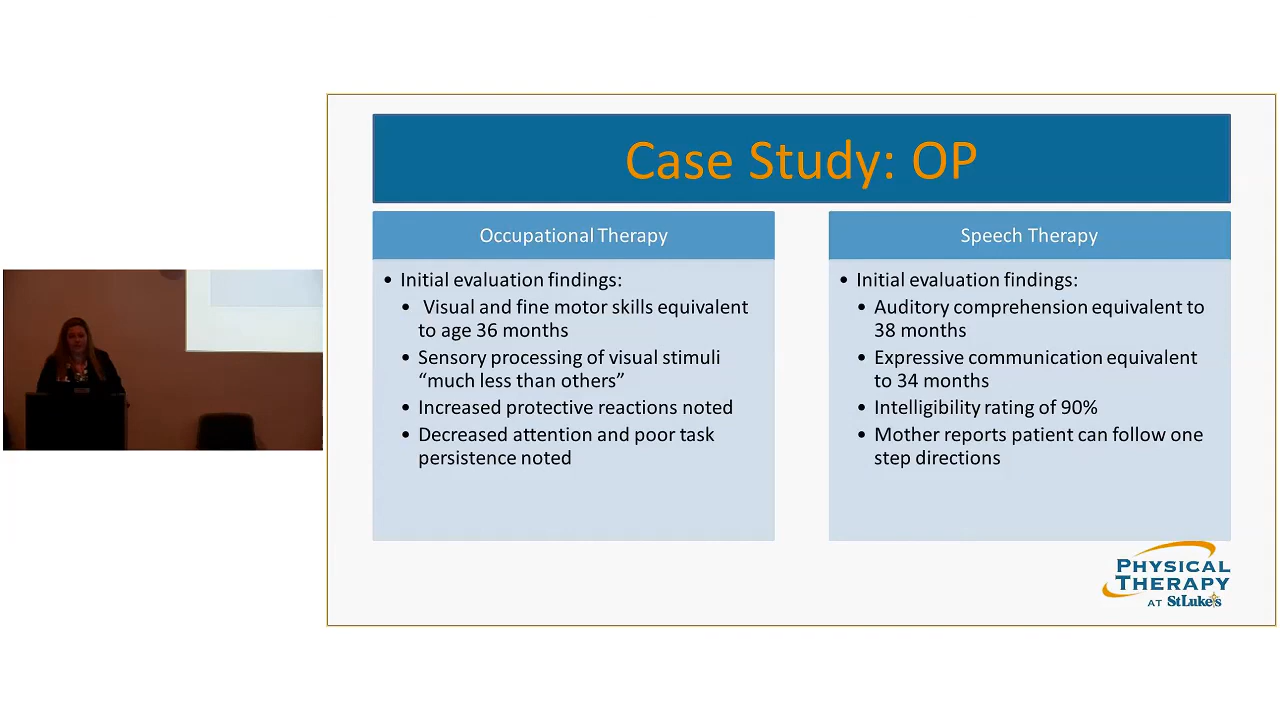 Case Study: OP
Occupational Therapy
• Initial evaluation findings:
• Visual and fine motor skills equivalent
to age 36 months
• Sensory processing of visual stimuli
“much less than others”
• Increased protective reactions noted
• Decreased attention and poor task
persistence noted
Speech Therapy
• Initial evaluation findings:
• Auditory comprehension equivalent to
38 months
• Expressive communication equivalent
to 34 months
• Intelligibility rating of 90%
• Mother reports patient can follow one
step directions
PHYSICAL
THERAPY
AT StLuke's